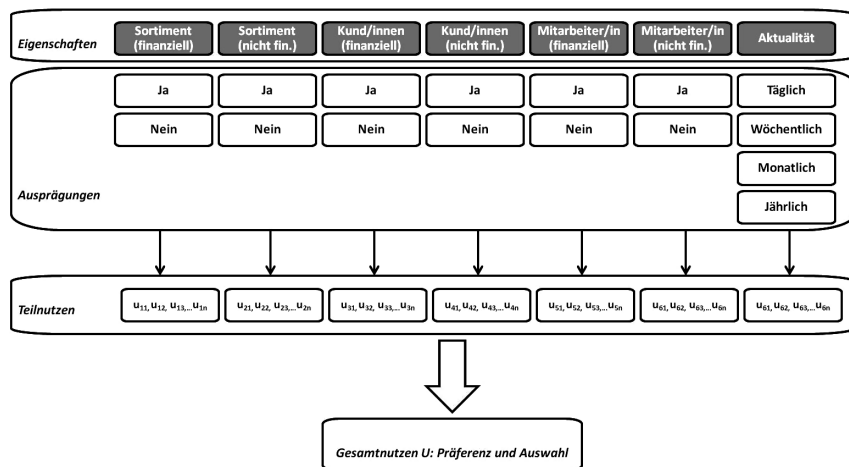 Eigenschaften
Sortiment
(finanziell)
Sortiment
(nicht fin.)
Kund/innen
(finanziell)
Kund/innen
(nicht fin.)
Mitarbeiter/in
(finanziell)
Mitarbeiter/in
(nicht fin.)
Aktualität
Ausprägungen
Ja
Ja
Ja
Ja
Ja
Ja
Täglich
Nein
Nein
Nein
Nein
Nein
Nein
Wöchentlich
Monatlich
Jährlich
Teilnutzen
u11, u12, u13,...u1n
u21, u22, u23,...u2n
u31, u32, u33,...u3n
u41, u42, u43,...u4n
u51, u52, u53,...u5n
u61, u62, u63,...u6n
u61, u62, u63,...u6n
Gesamtnutzen U: Präferenz und Auswahl